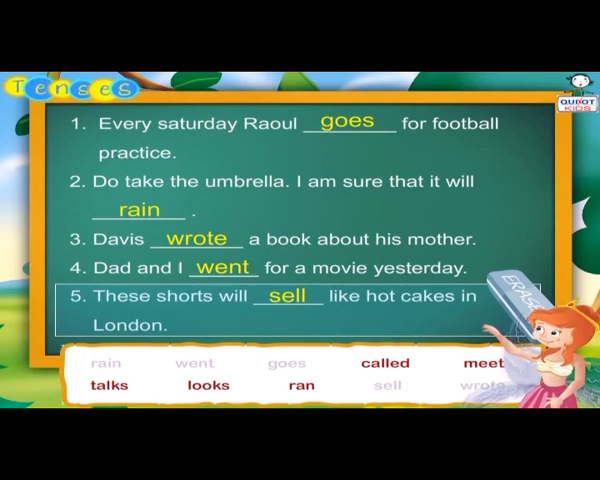 Tenses
QUIXOT
KIDS
1. Every saturday Raoul goes for football
practice.
2. Do take the umbrella. I am sure that it will
rain .
3. Davis wrote a book about his mother.
4. Dad and I went for a movie yesterday.
5. These shorts will sell like hot cakes in
London.
ERASE
rain went goes called meet
talks looks ran sell wrote